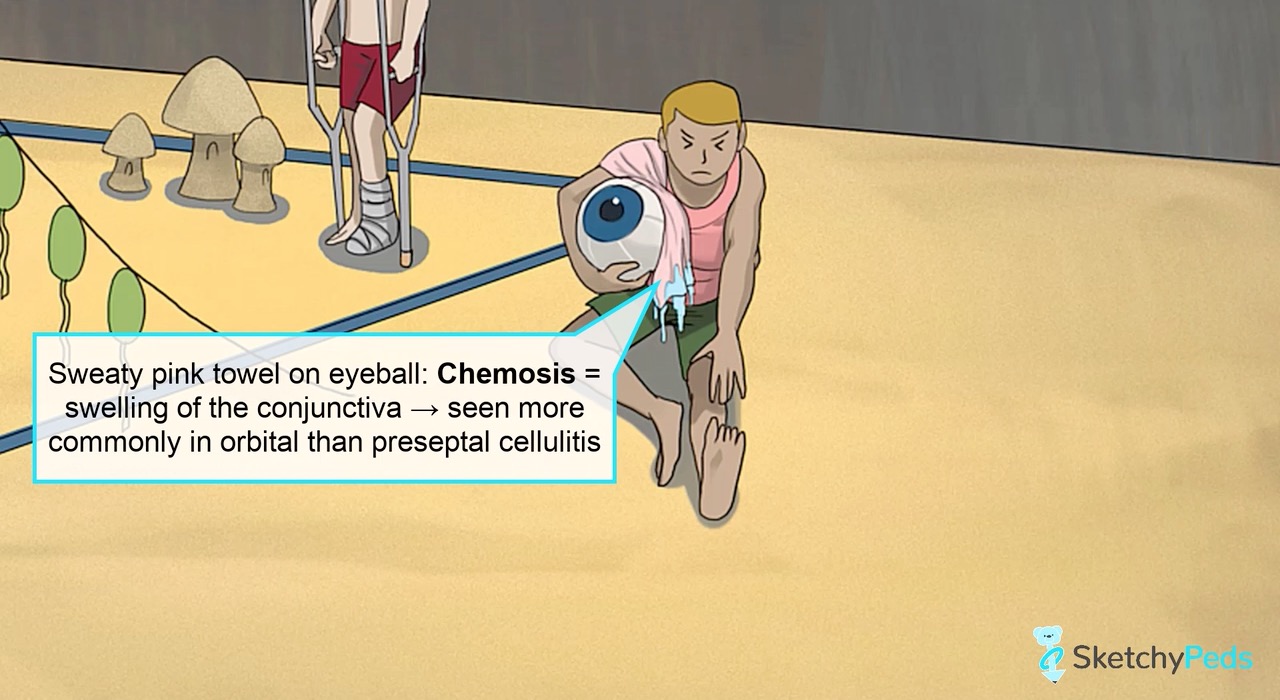 Sweaty pink towel on eyeball: Chemosis =
swelling of the conjunctiva → seen more
commonly in orbital than preseptal cellulitis
SketchyPeds